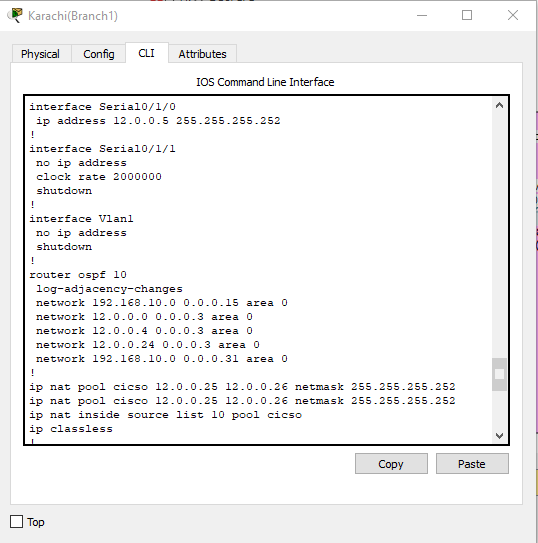 Karachi(Branch1)
Physical Config CLI Attributes
IOS Command Line Interface
interface Serial0/1/0
ip address 12.0.0.5 255.255.255.252
!
interface Serial0/1/1
no ip address
clock rate 2000000
shutdown
!
interface Vlan1
no ip address
shutdown
!
router ospf 10
log-adjacency-changes
network 192.168.10.0 0.0.0.15 area 0
network 12.0.0.0 0.0.0.3 area 0
network 12.0.0.4 0.0.0.3 area 0
network 12.0.0.24 0.0.0.3 area 0
network 192.168.10.0 0.0.0.31 area 0
!
ip nat pool cicso 12.0.0.25 12.0.0.26 netmask 255.255.255.252
ip nat pool cisco 12.0.0.25 12.0.0.26 netmask 255.255.255.252
ip nat inside source list 10 pool cicso
ip classless
!
Copy Paste
Top